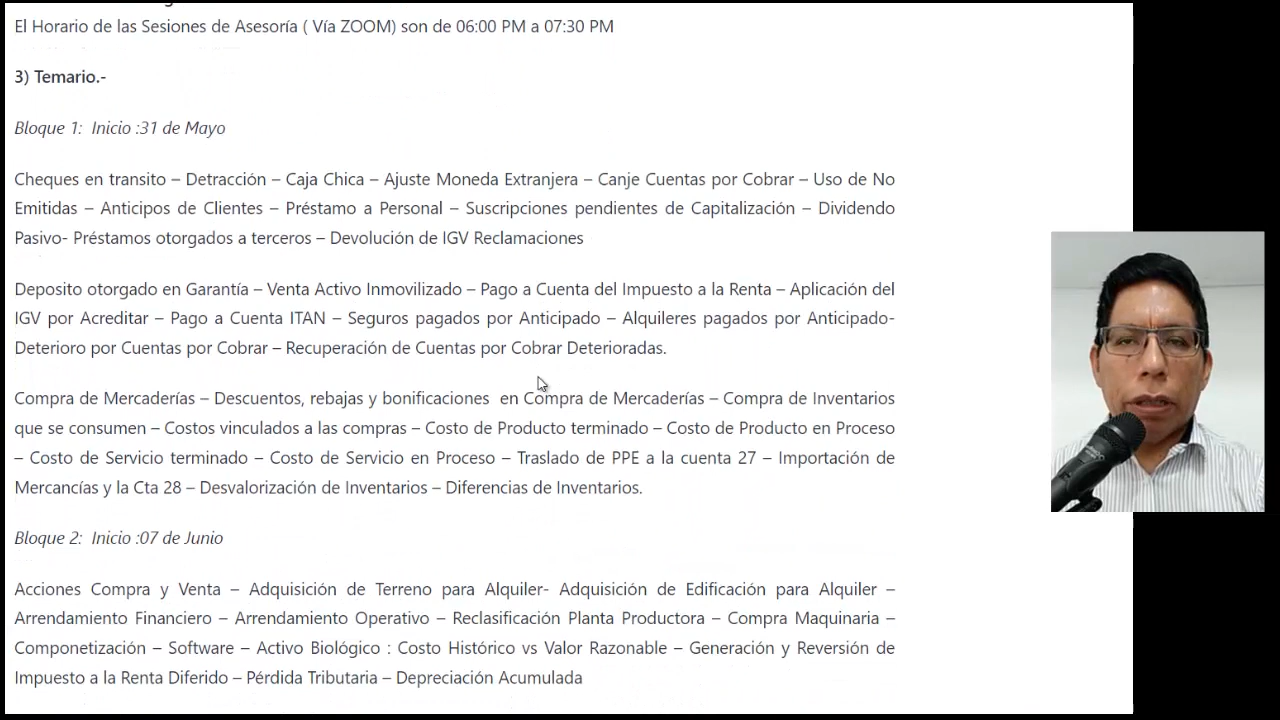 El Horario de las Sesiones de Asesoría ( Vía ZOOM) son de 06:00 PM a 07:30 PM
3) Temario.-
Bloque 1:  Inicio :31 de Mayo
Cheques en transito – Detracción – Caja Chica – Ajuste Moneda Extranjera – Canje Cuentas por Cobrar – Uso de No
Emitidas – Anticipos de Clientes – Préstamo a Personal – Suscripciones pendientes de Capitalización – Dividendo
Pasivo- Préstamos otorgados a terceros – Devolución de IGV Reclamaciones
Deposito otorgado en Garantía – Venta Activo Inmovilizado – Pago a Cuenta del Impuesto a la Renta – Aplicación del
IGV por Acreditar – Pago a Cuenta ITAN – Seguros pagados por Anticipado – Alquileres pagados por Anticipado-
Deterioro por Cuentas por Cobrar – Recuperación de Cuentas por Cobrar Deterioradas.
Compra de Mercaderías – Descuentos, rebajas y bonificaciones  en Compra de Mercaderías – Compra de Inventarios
que se consumen – Costos vinculados a las compras – Costo de Producto terminado – Costo de Producto en Proceso
– Costo de Servicio terminado – Costo de Servicio en Proceso – Traslado de PPE a la cuenta 27 – Importación de
Mercancías y la Cta 28 – Desvalorización de Inventarios – Diferencias de Inventarios.
Bloque 2:  Inicio :07 de Junio
Acciones Compra y Venta – Adquisición de Terreno para Alquiler- Adquisición de Edificación para Alquiler –
Arrendamiento Financiero – Arrendamiento Operativo – Reclasificación Planta Productora – Compra Maquinaria –
Componetización – Software – Activo Biológico : Costo Histórico vs Valor Razonable – Generación y Reversión de
Impuesto a la Renta Diferido – Pérdida Tributaria – Depreciación Acumulada